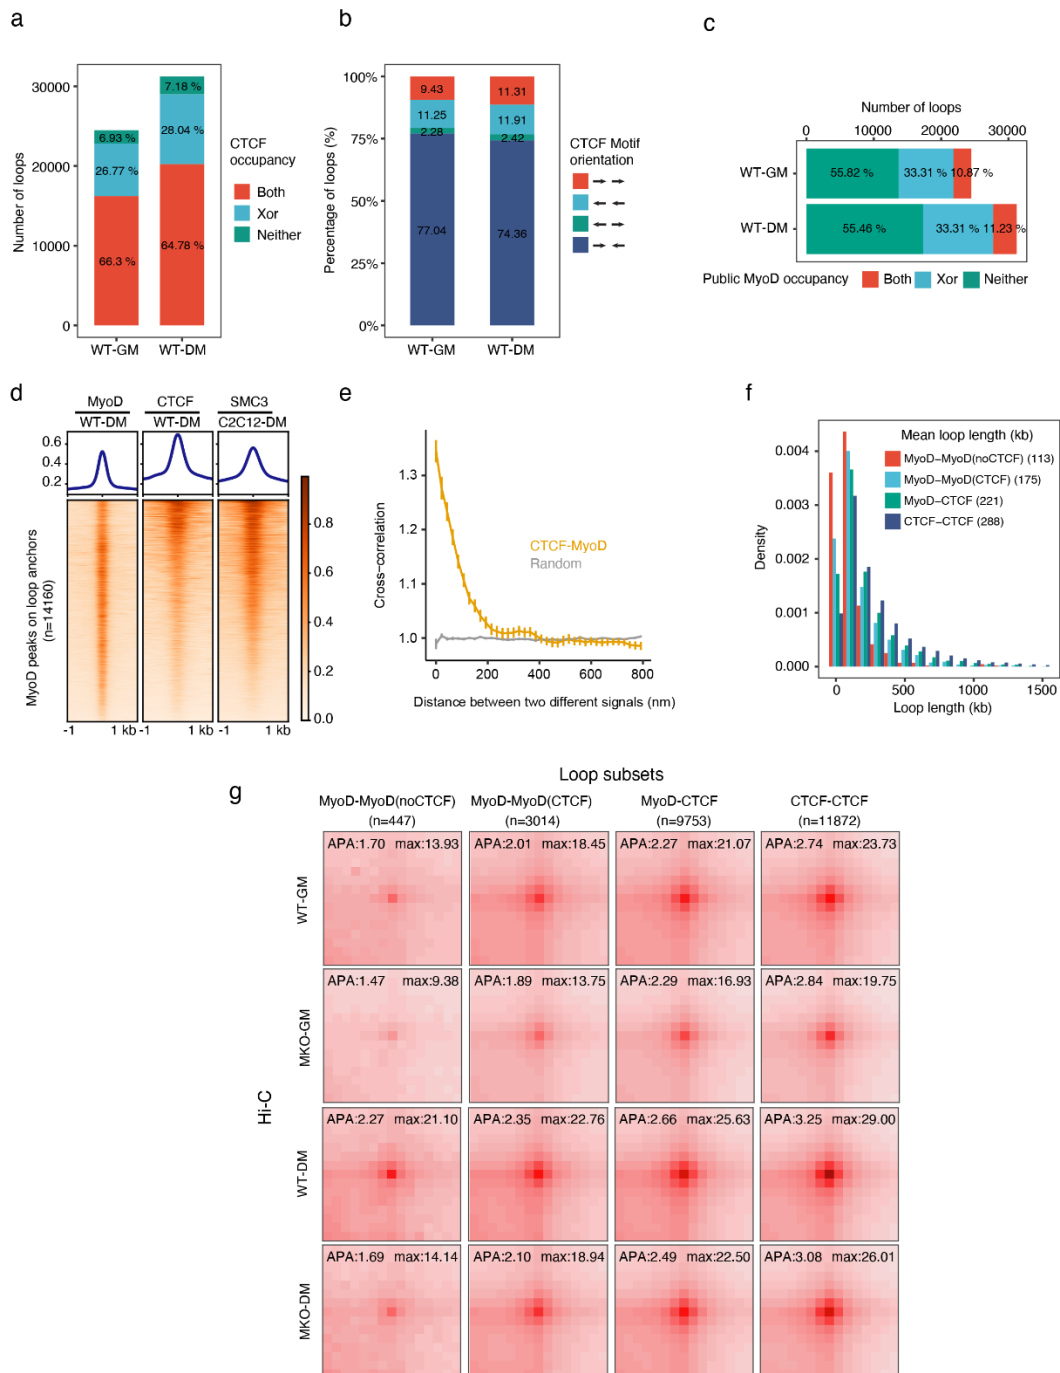 a
Number of loops
30000
20000
10000
0
7.18 %
28.04 %
64.78 %
6.93 %
26.77 %
66.3 %
WT-GM
WT-DM
CTCF
occupancy
Both
Xor
Neither
b
Percentage of loops (%)
100%
75%
50%
25%
0%
9.43
11.25
2.28
77.04
11.31
11.91
2.42
74.36
WT-GM
WT-DM
CTCF Motif
orientation
c
Number of loops
0 10000 20000 30000
WT-GM
55.82 % 33.31 % 10.87 %
WT-DM
55.46 % 33.31 % 11.23 %
Public MyoD occupancy Both Xor Neither
d
MyoD CTCF SMC3
WT-DM WT-DM C2C12-DM
0.6
0.4
0.2
MyoD peaks on loop anchors
(n=14160)
0.8
0.6
0.4
0.2
0.0
-1 1 kb -1 1 kb -1 1 kb
e
Cross−correlation
1.3
1.2
1.1
1.0
CTCF-MyoD
Random
0 200 400 600 800
Distance between two different signals (nm)
f
Density
0.004
0.003
0.002
0.001
0.000
Mean loop length (kb)
MyoD−MyoD(noCTCF) (113)
MyoD−MyoD(CTCF) (175)
MyoD−CTCF (221)
CTCF−CTCF (288)
0 500 1000 1500
Loop length (kb)
g
Loop subsets
MyoD-MyoD(noCTCF) MyoD-MyoD(CTCF) MyoD-CTCF CTCF-CTCF
(n=447) (n=3014) (n=9753) (n=11872)
Hi-C
WT-GM
APA:1.70 max:13.93 APA:2.01 max:18.45 APA:2.27 max:21.07 APA:2.74 max:23.73
MKO-GM
APA:1.47 max:9.38 APA:1.89 max:13.75 APA:2.29 max:16.93 APA:2.84 max:19.75
WT-DM
APA:2.27 max:21.10 APA:2.35 max:22.76 APA:2.66 max:25.63 APA:3.25 max:29.00
MKO-DM
APA:1.69 max:14.14 APA:2.10 max:18.94 APA:2.49 max:22.50 APA:3.08 max:26.01